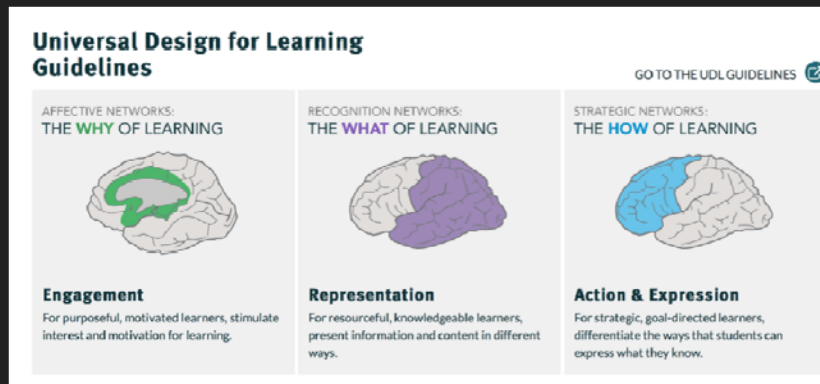 Universal Design for Learning
Guidelines
GO TO THE UDL GUIDELINES
AFFECTIVE NETWORKS:
THE WHY OF LEARNING
Engagement
For purposeful, motivated learners, stimulate
interest and motivation for learning.
RECOGNITION NETWORKS:
THE WHAT OF LEARNING
Representation
For resourceful, knowledgeable learners,
present information and content in different
ways.
STRATEGIC NETWORKS:
THE HOW OF LEARNING
Action & Expression
For strategic, goal-directed learners,
differentiate the ways that students can
express what they know.